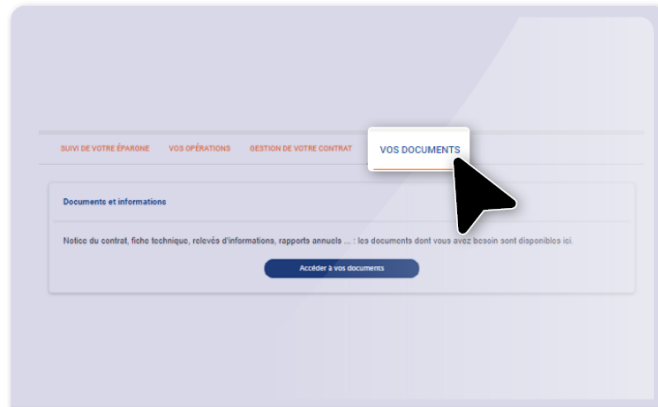 SUIVI DE VOTRE ÉPARGNE
VOS OPÉRATIONS
GESTION DE VOTRE CONTRAT
VOS DOCUMENTS
Documents et informations
Notice du contrat, fiche technique, relevés d'informations, rapports annuels ... : les documents dont vous avez besoin sont disponibles ici.
Accéder à vos documents